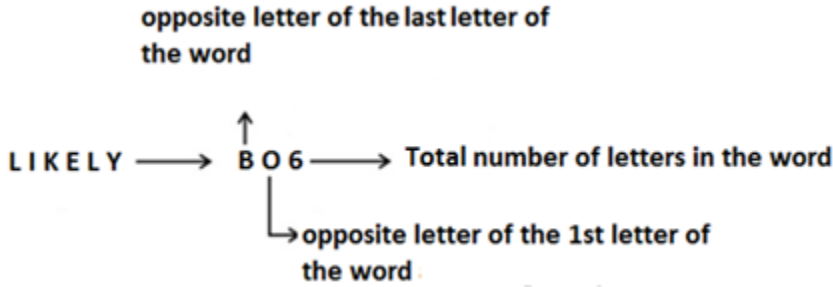 opposite letter of the last letter of
the word
LIKELY BO6 Total number of letters in the word
opposite letter of the 1st letter of
the word